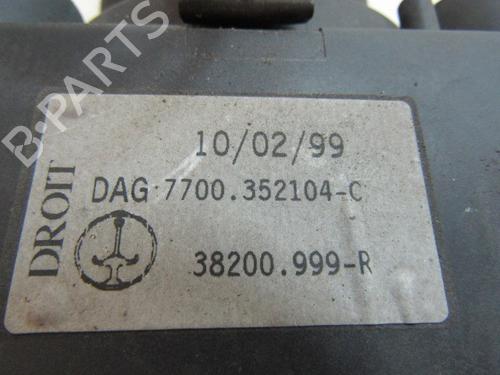 B-PARTS
DROIT
10/02/99
DAG 7700.352104-C
38200.999-R